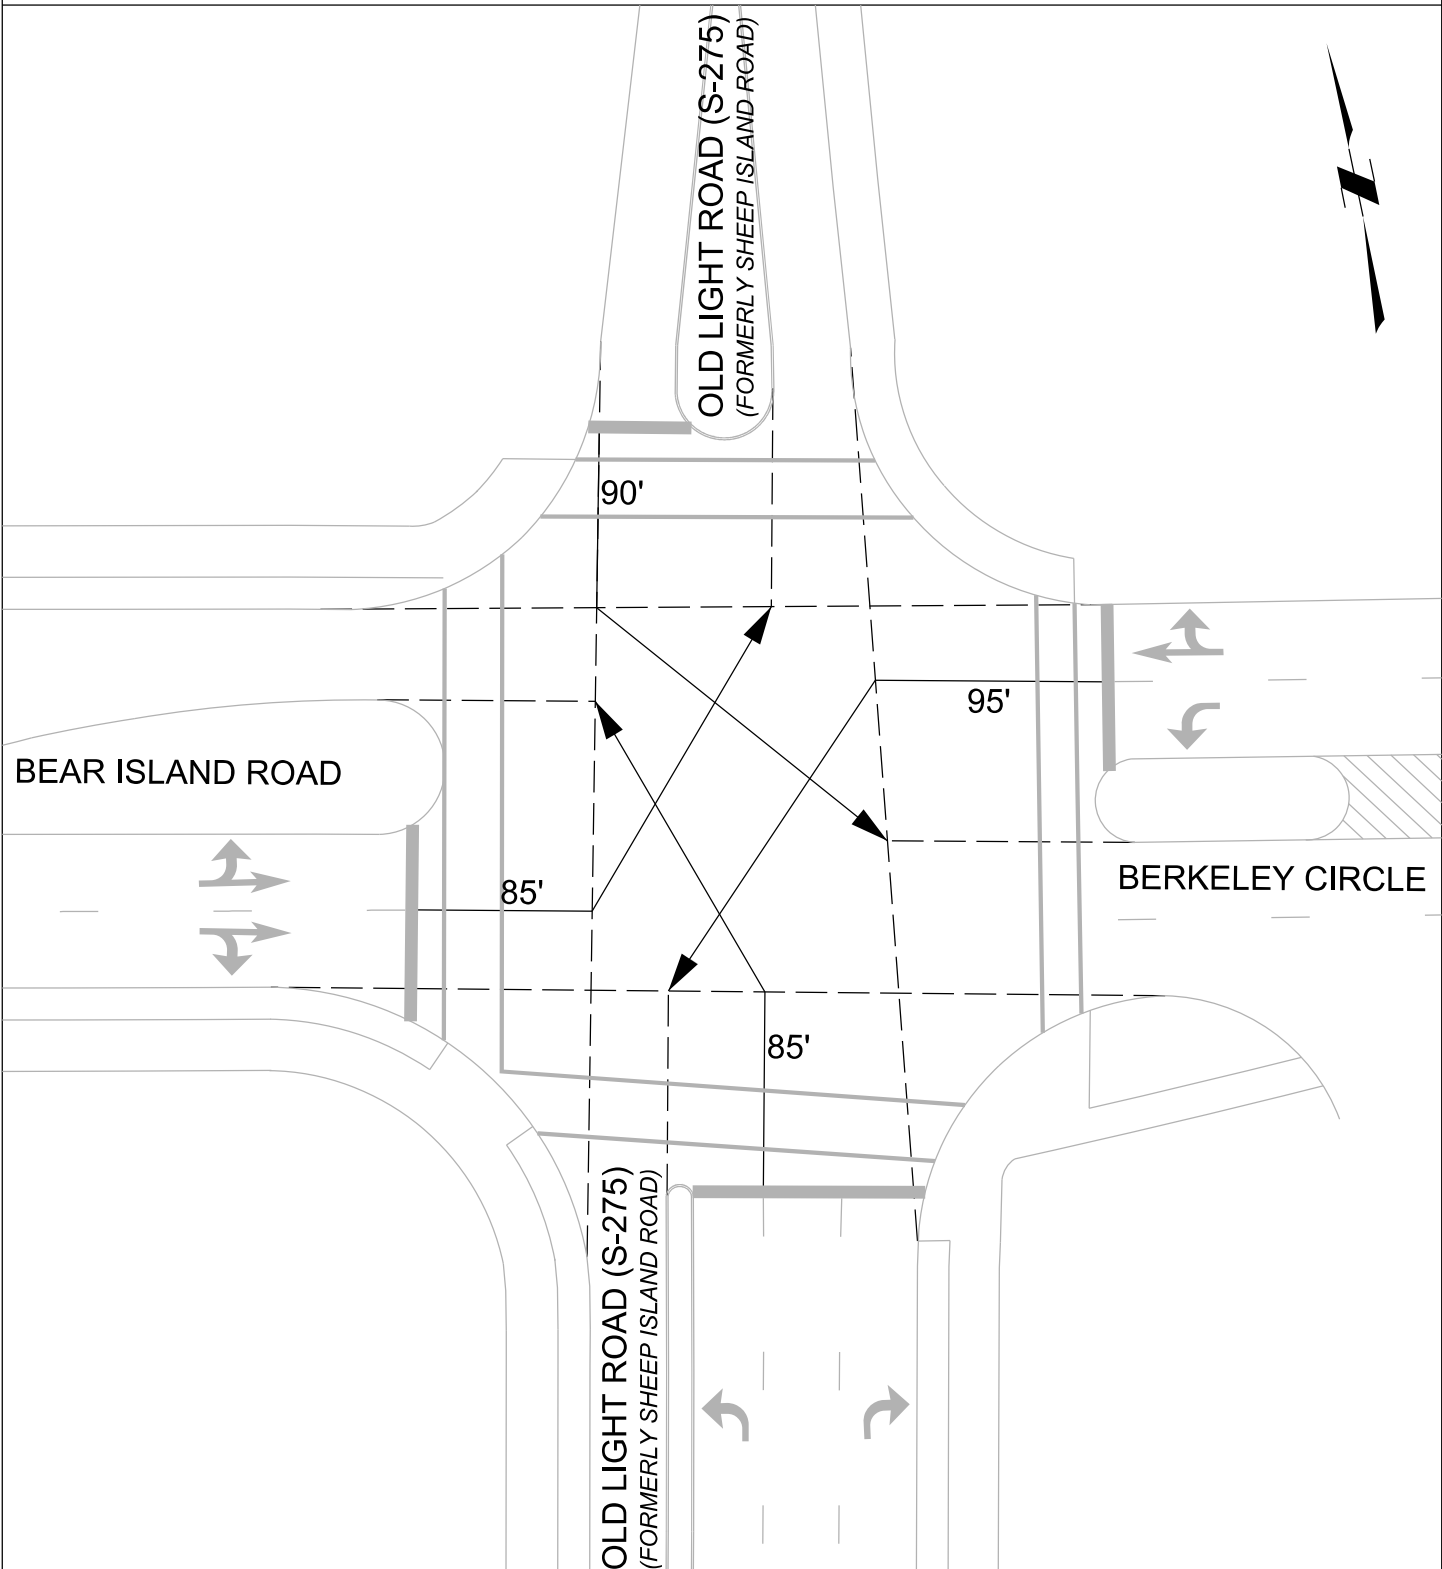 OLD LIGHT ROAD (S-275)
(FORMERLY SHEEP ISLAND ROAD)
90'
95'
BEAR ISLAND ROAD
85'
BERKELEY CIRCLE
85'
OLD LIGHT ROAD (S-275)
(FORMERLY SHEEP ISLAND ROAD)